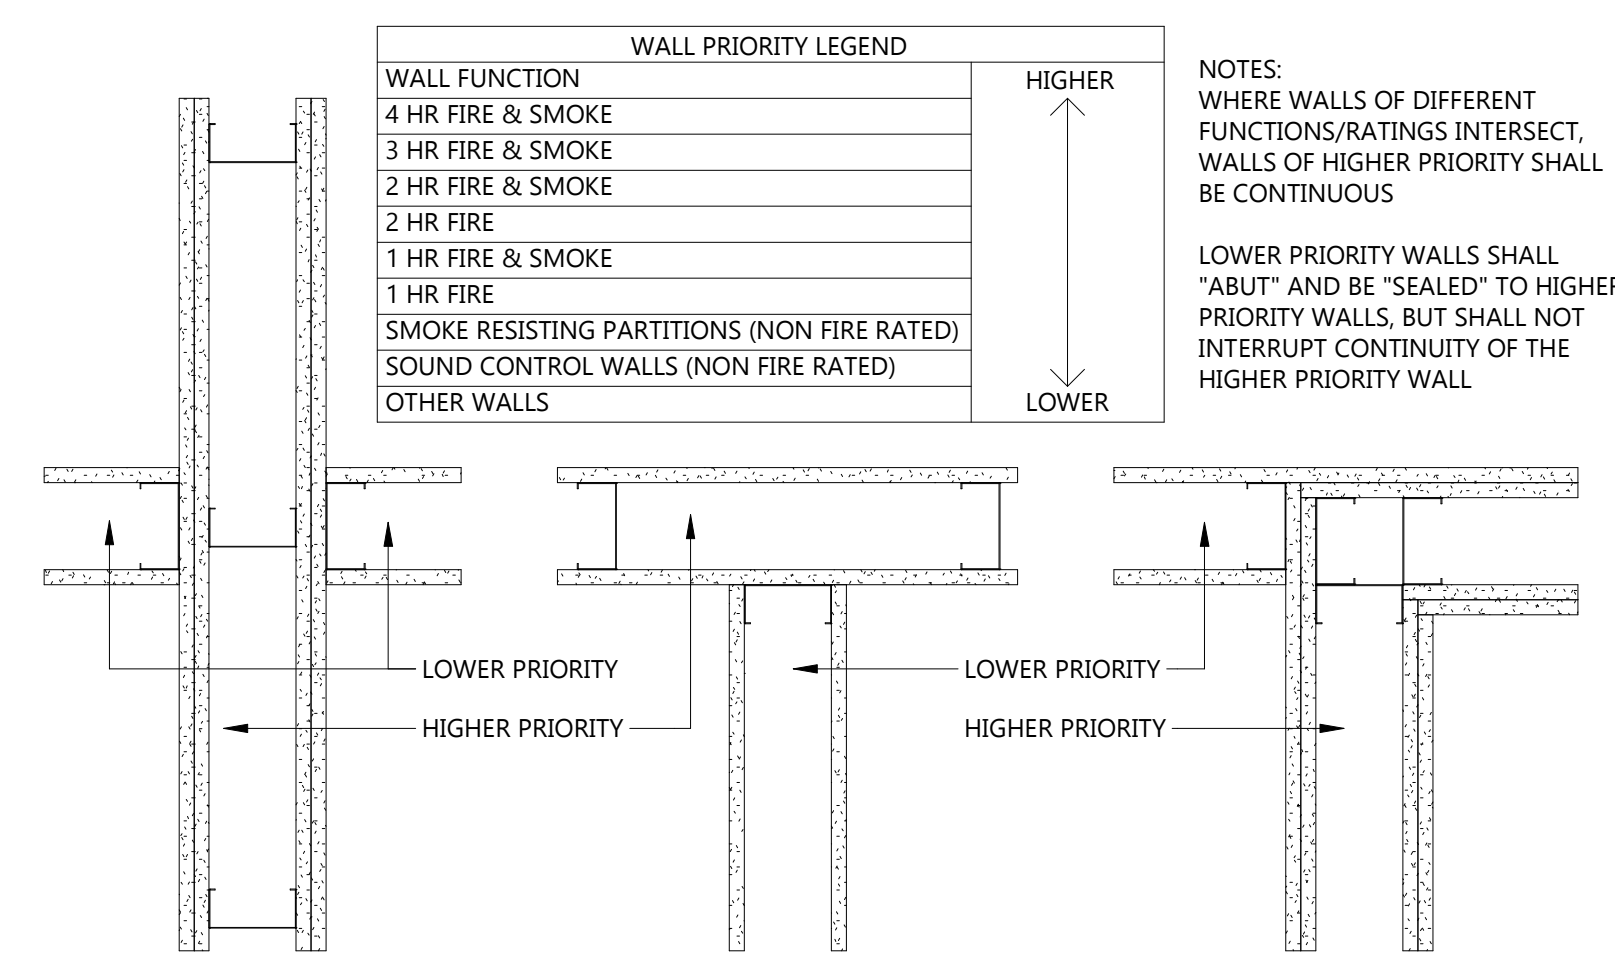 WALL PRIORITY LEGEND
WALL FUNCTION
HIGHER
4 HR FIRE & SMOKE
3 HR FIRE & SMOKE
2 HR FIRE & SMOKE
2 HR FIRE
1 HR FIRE & SMOKE
1 HR FIRE
SMOKE RESISTING PARTITIONS (NON FIRE RATED)
SOUND CONTROL WALLS (NON FIRE RATED)
OTHER WALLS
LOWER
NOTES:
WHERE WALLS OF DIFFERENT
FUNCTIONS/RATINGS INTERSECT,
WALLS OF HIGHER PRIORITY SHALL
BE CONTINUOUS
LOWER PRIORITY WALLS SHALL
"ABUT" AND BE "SEALED" TO HIGHER
PRIORITY WALLS, BUT SHALL NOT
INTERRUPT CONTINUITY OF THE
HIGHER PRIORITY WALL
LOWER PRIORITY
LOWER PRIORITY
HIGHER PRIORITY
HIGHER PRIORITY